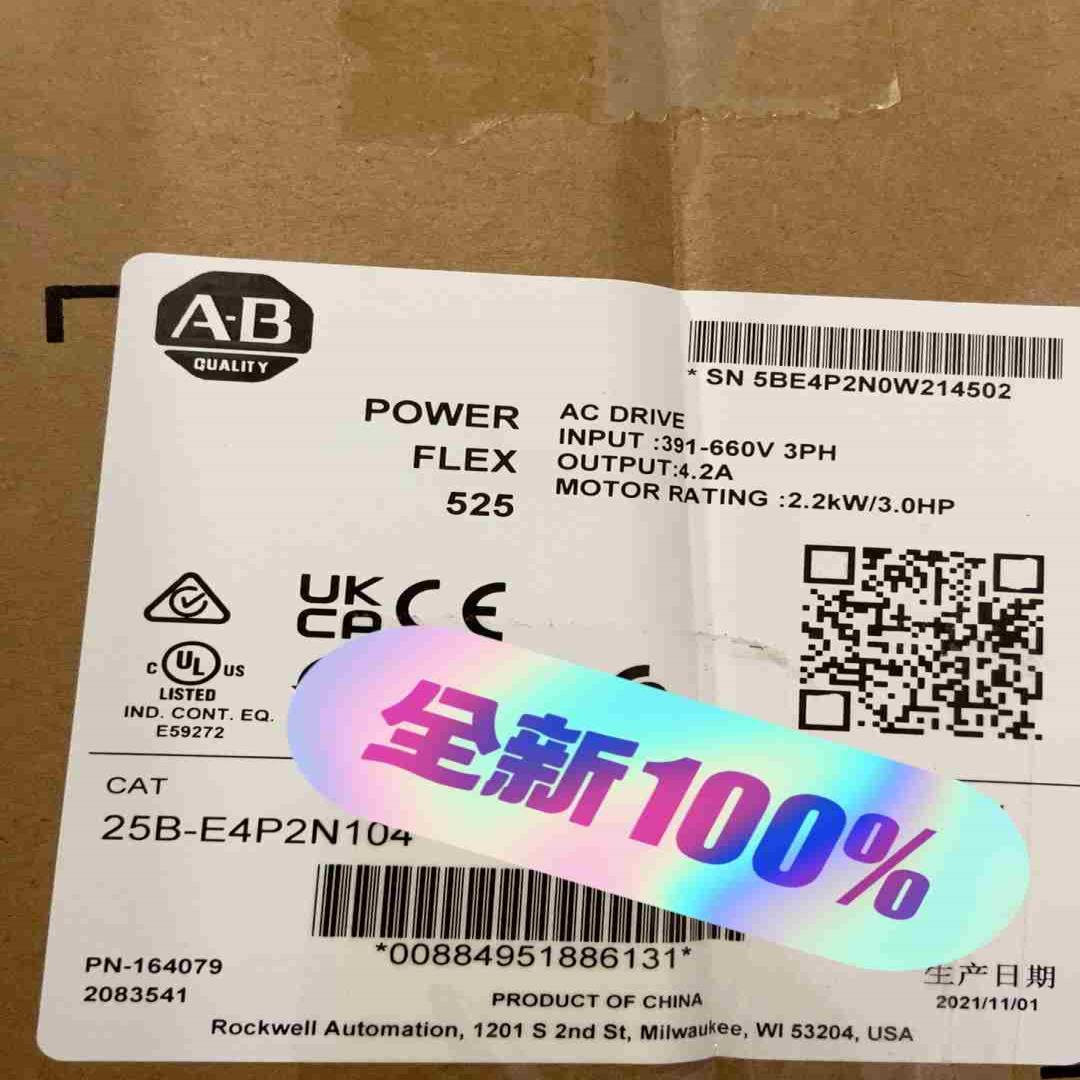 A-B
QUALITY
* SN 5BE4P2N0W214502
POWER
FLEX
525
AC DRIVE
INPUT :391-660V 3PH
OUTPUT:4.2A
MOTOR RATING :2.2kW/3.0HP
UK
CA
CE
C UL US
LISTED
IND. CONT. EQ.
E59272
全新100%
CAT
25B-E4P2N104
*00884951886131*
PN-164079
2083541
生产日期
2021/11/01
PRODUCT OF CHINA
Rockwell Automation, 1201 S 2nd St, Milwaukee, WI 53204, USA